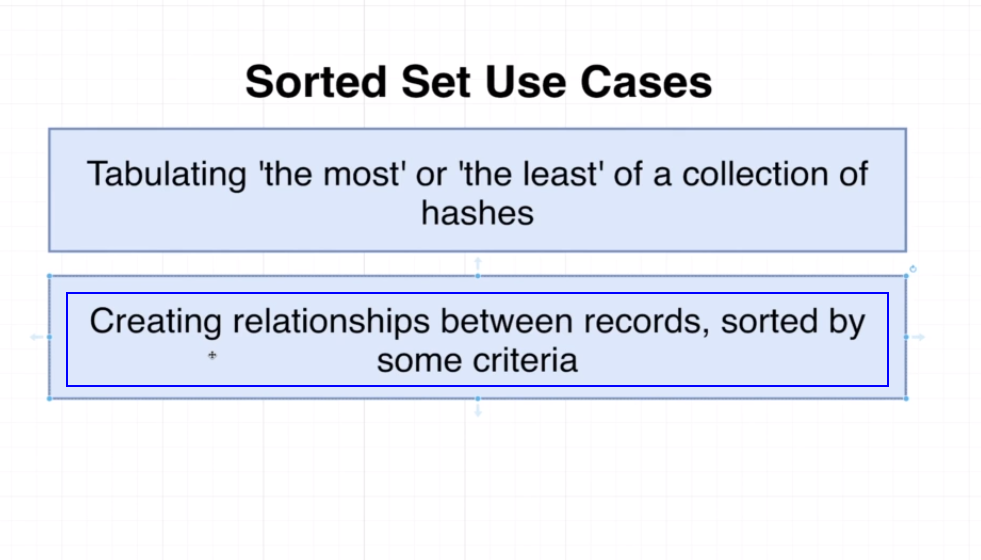 Sorted Set Use Cases
Tabulating 'the most' or 'the least' of a collection of
hashes
Creating relationships between records, sorted by
some criteria